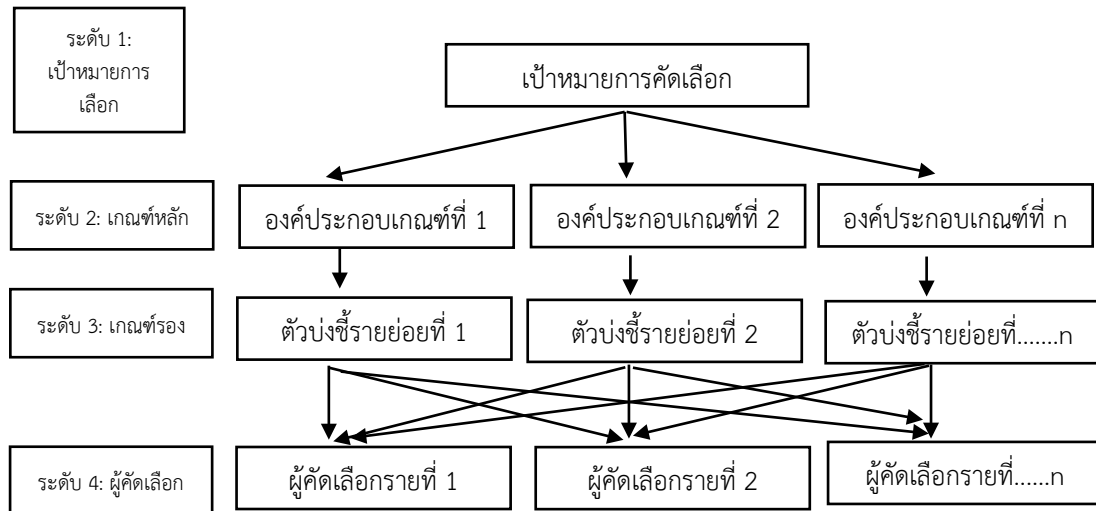 ระดับ 1:
เป้าหมายการ
เลือก
เป้าหมายการคัดเลือก
ระดับ 2: เกณฑ์หลัก
องค์ประกอบเกณฑ์ที่ 1
องค์ประกอบเกณฑ์ที่ 2
องค์ประกอบเกณฑ์ที่ n
ระดับ 3: เกณฑ์รอง
ตัวบ่งชี้รายย่อยที่ 1
ตัวบ่งชี้รายย่อยที่ 2
ตัวบ่งชี้รายย่อยที่.......n
ระดับ 4: ผู้คัดเลือก
ผู้คัดเลือกรายที่ 1
ผู้คัดเลือกรายที่ 2
ผู้คัดเลือกรายที่......n